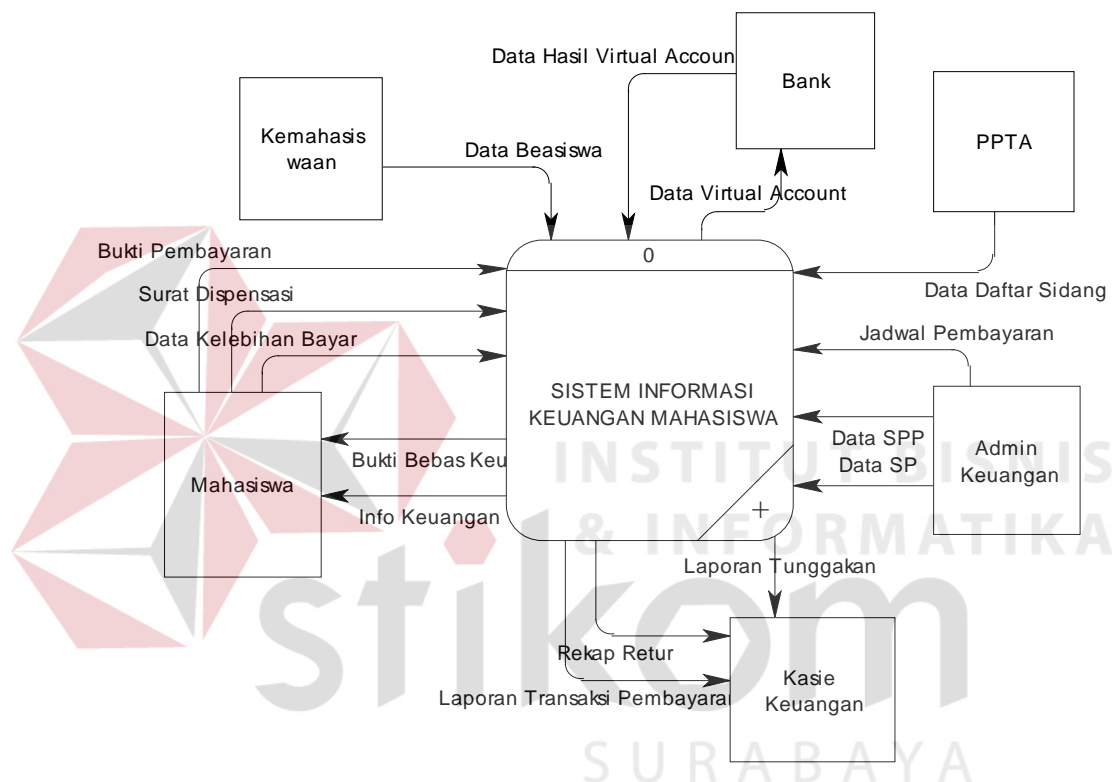 Data Hasil Virtual Accoun
Bank
PPTA
Kemahasis
waan
Data Beasiswa
Data Virtual Account
0
Bukti Pembayaran
Surat Dispensasi
Data Kelebihan Bayar
Data Daftar Sidang
Jadwal Pembayaran
SISTEM INFORMASI
KEUANGAN MAHASISWA
Data SPP
Data SP
Admin
Keuangan
Mahasiswa
Bukti Bebas Keu
Info Keuangan
+
INSTITUT BISNIS
& INFORMATIKA
stikom
SURABAYA
Laporan Tunggakan
Rekap Retur
Laporan Transaksi Pembayaran
Kasie
Keuangan